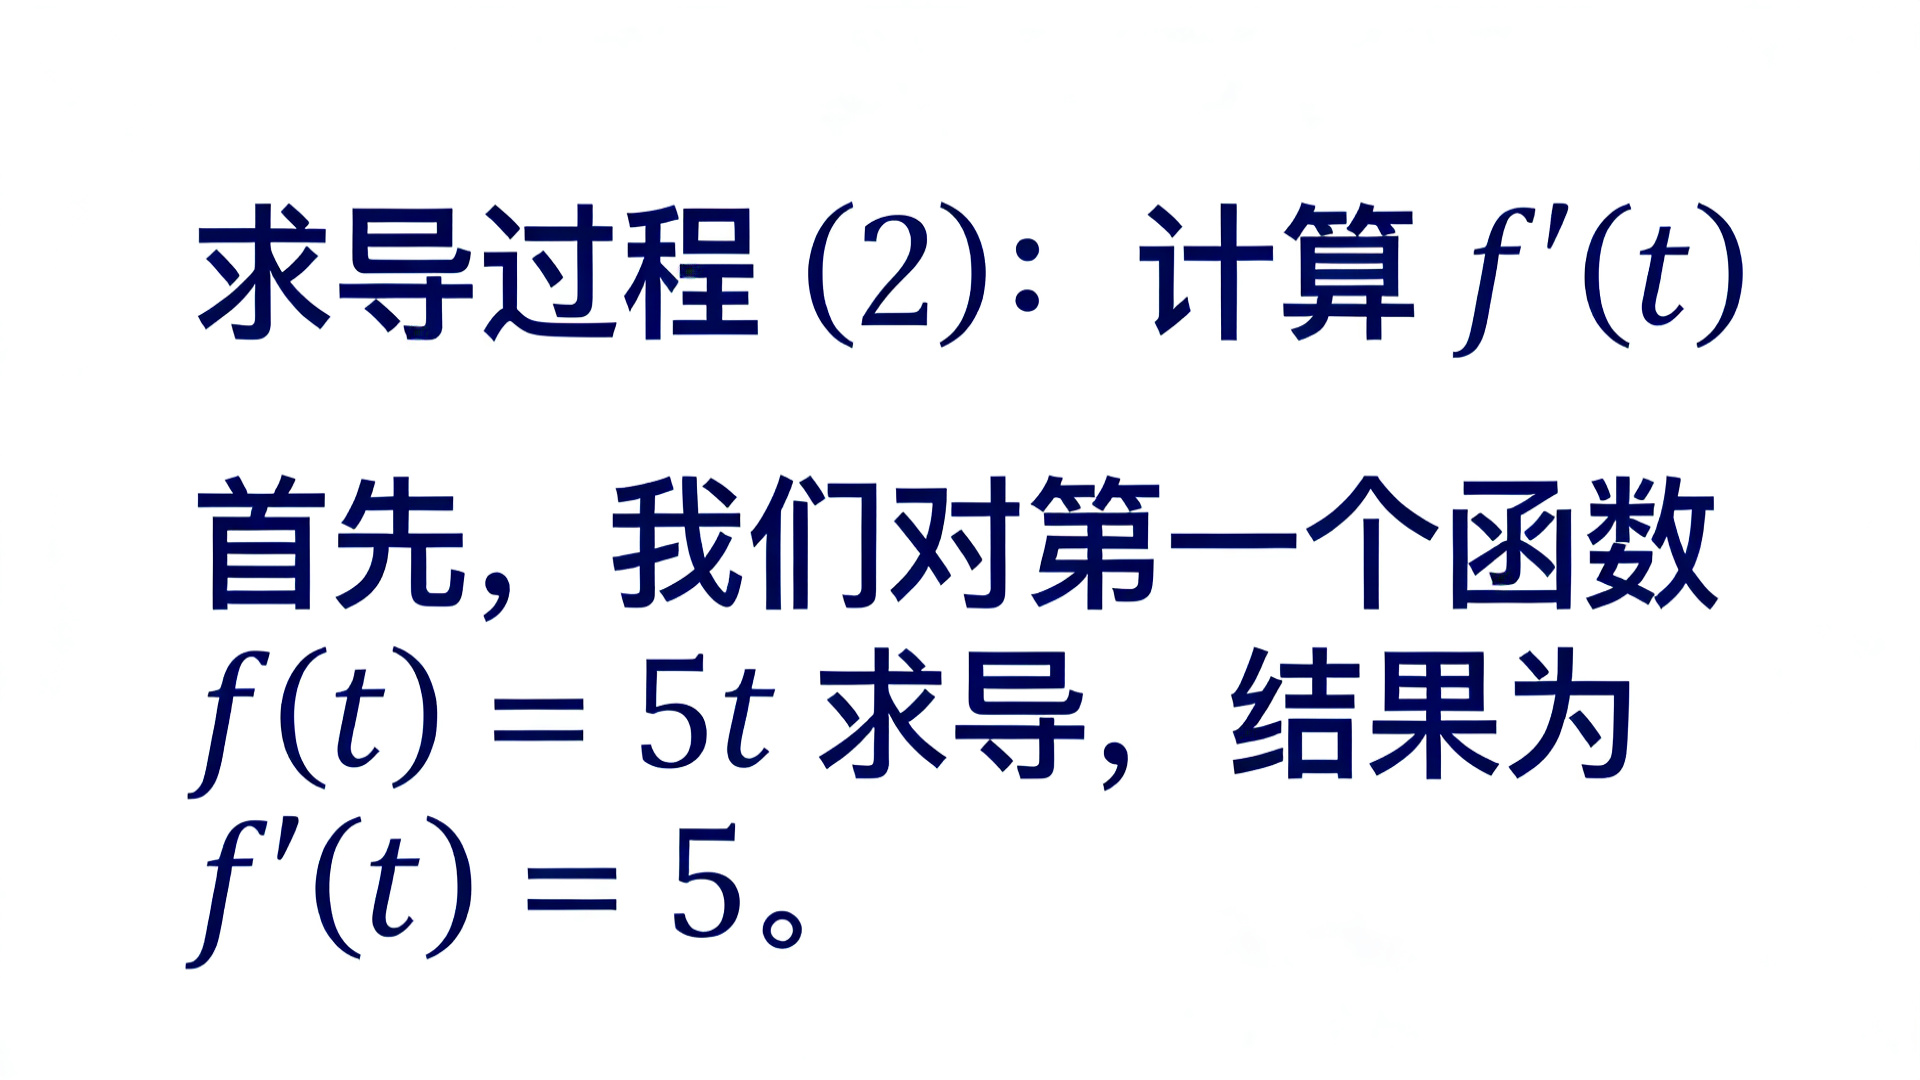 求导过程 (2)：计算 f′(t)
首先，我们对第一个函数
f(t) = 5t 求导，结果为
f′(t) = 5。